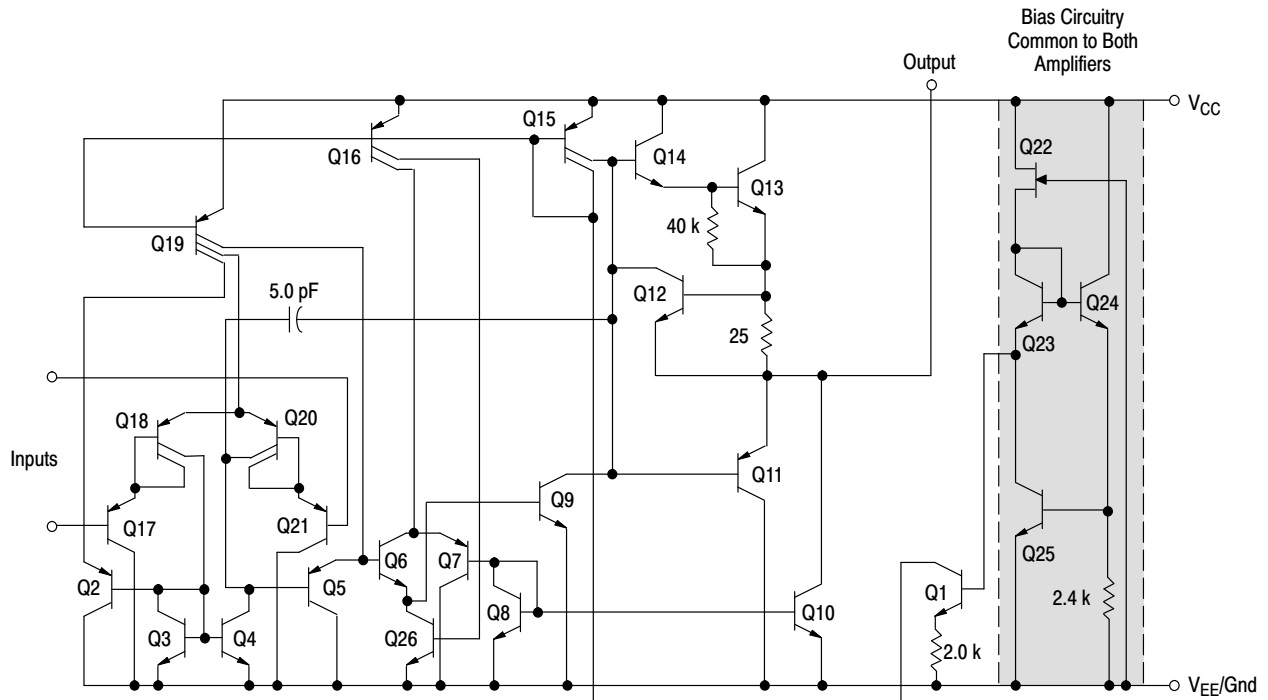 Bias Circuitry
Common to Both
Amplifiers
Output
VCC
Q15
Q22
Q16
Q14
Q13
Q19
40 k
5.0 pF
Q12
Q24
25
Q23
Q18
Q20
Inputs
Q11
Q9
Q17
Q21
Q25
Q6
Q7
Q2
Q5
Q1
2.4 k
Q3
Q4
Q26
Q8
Q10
2.0 k
VEE/Gnd